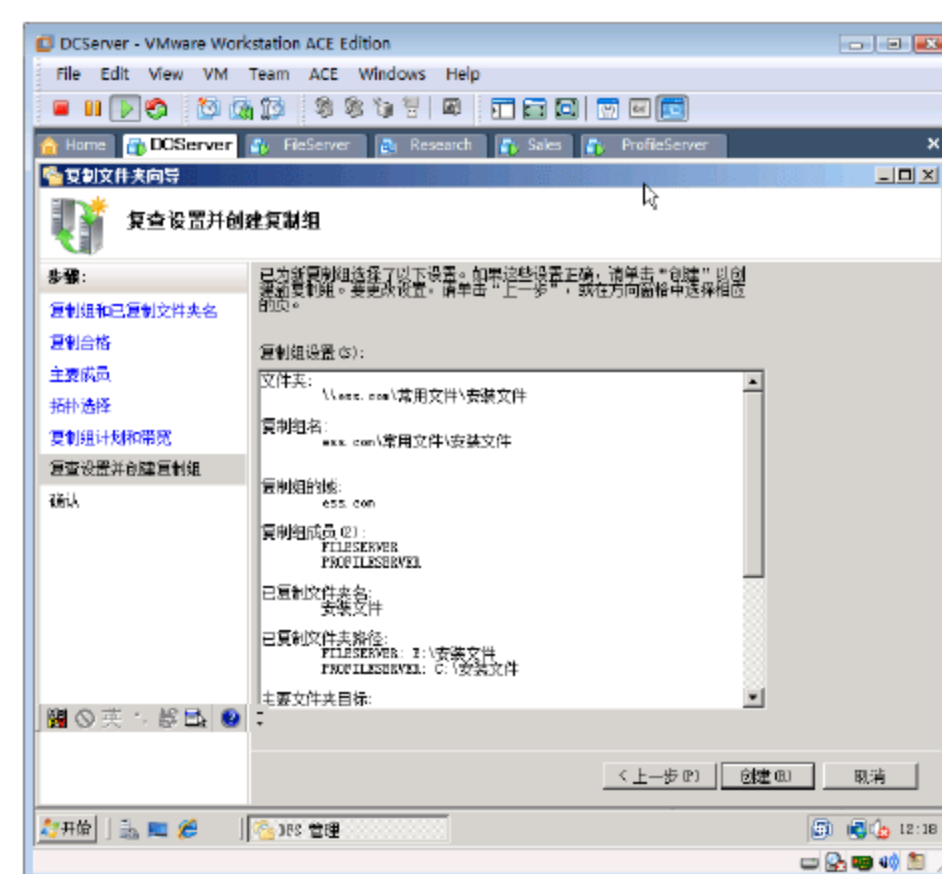 DCServer - VMware Workstation ACE Edition
File Edit View VM Team ACE Windows Help
Home DCServer FileServer Research Sales ProfileServer
复制文件夹向导
复查设置并创建复制组
步骤:
复制组和已复制文件夹名
复制合格
主要成员
拓扑选择
复制组计划和带宽
复查设置并创建复制组
确认
已为新复制组选择了以下设置。如果这些设置正确，请单击“创建”以创
建新复制组。要更改设置，请单击“上一步”，或在方向窗格中选择相应
的页。
复制组设置(S):
文件夹:
\\ess.com\常用文件\安装文件
复制组名:
ess.com\常用文件\安装文件
复制组的域:
ess.com
复制组成员(2):
FILESERVER
PROFILESERVER
已复制文件夹名:
安装文件
已复制文件夹路径:
FILESERVER: E:\安装文件
PROFILESERVER: C:\安装文件
主要文件夹目标:
英
<上一步(P) 创建(R) 取消
开始 DFS 管理 12:18